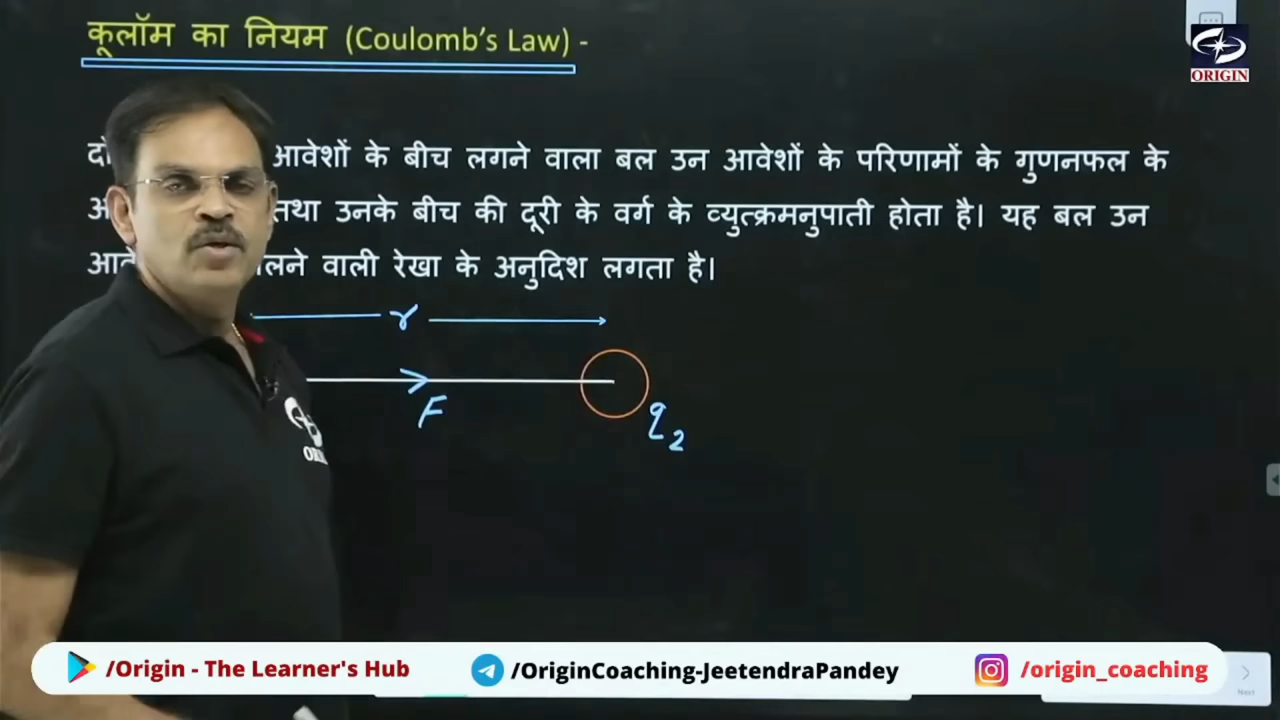 कूलॉम का नियम (Coulomb's Law) -
ORIGIN
आवेशों के बीच लगने वाला बल उन आवेशों के परिणामों के गुणनफल के
तथा उनके बीच की दूरी के वर्ग के व्युत्क्रमनुपाती होता है। यह बल उन
वाली रेखा के अनुदिश लगता है।
r
F
q2
/Origin - The Learner's Hub
/OriginCoaching-JeetendraPandey
/origin_coaching
Next